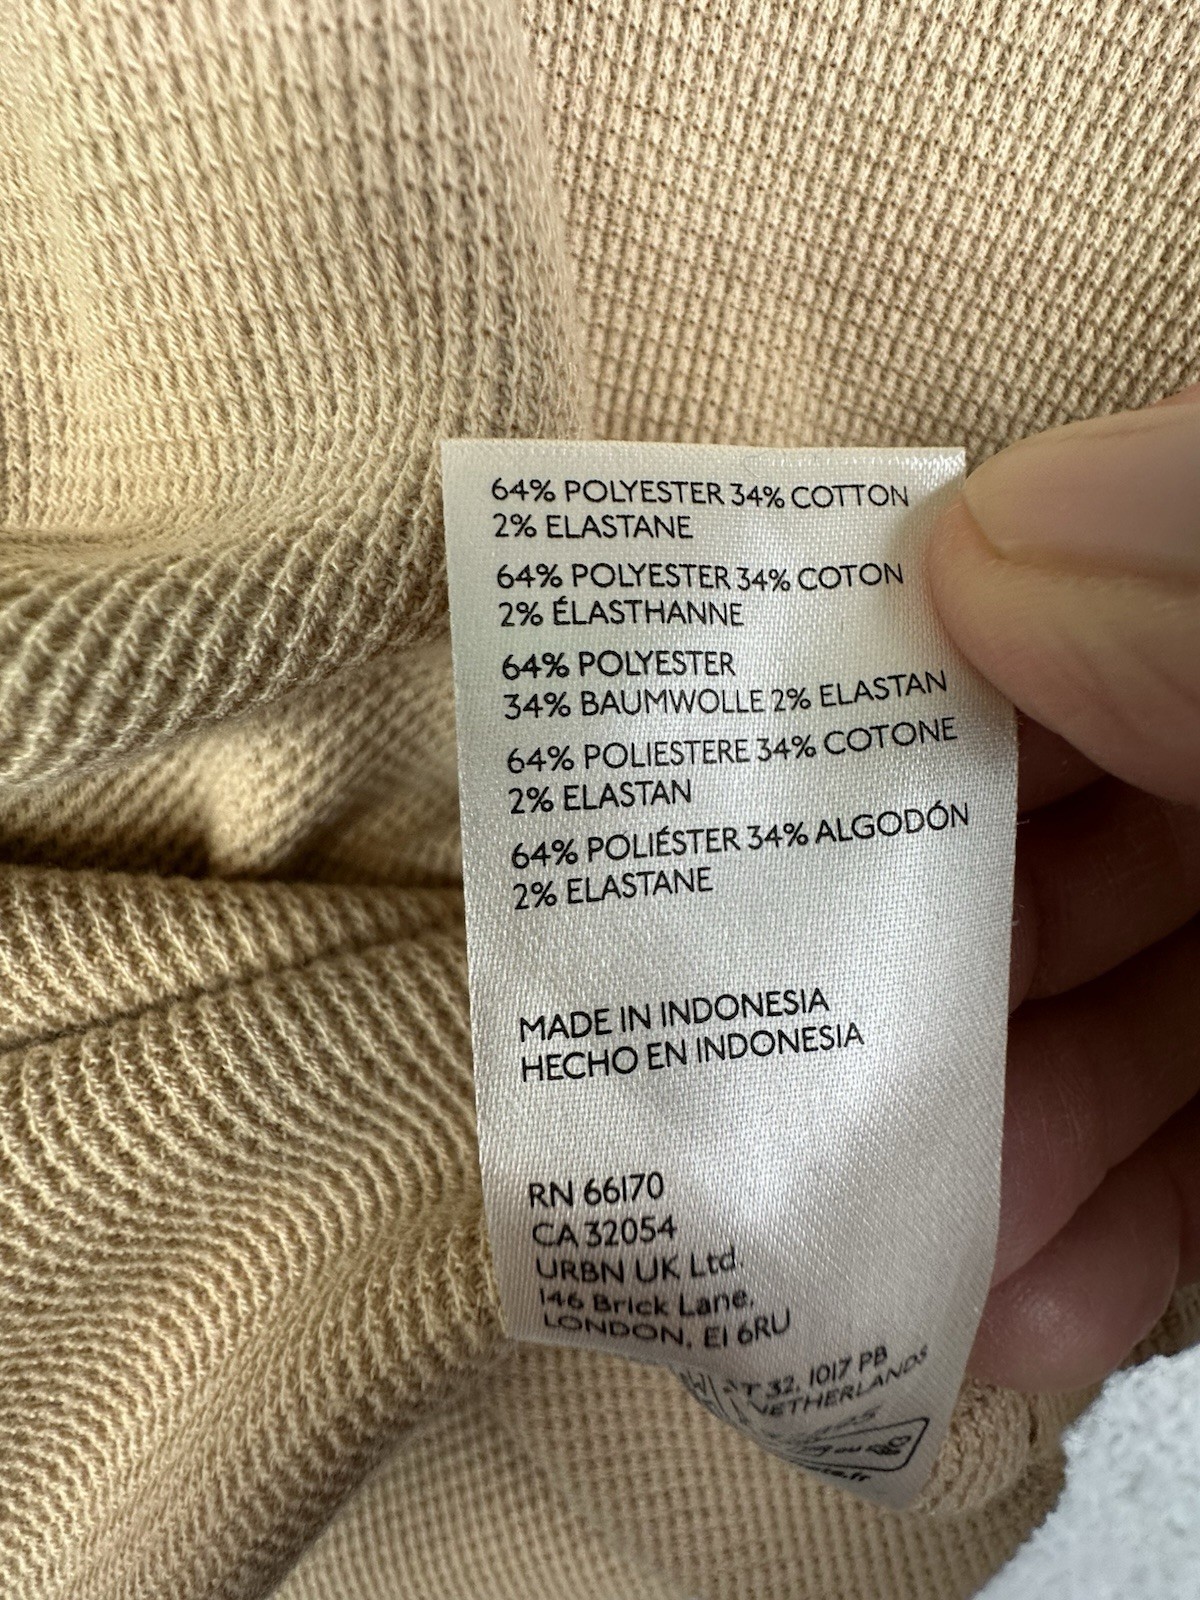 64% POLYESTER 34% COTTON
2% ELASTANE
64% POLYESTER 34% COTON
2% ÉLASTHANNE
64% POLYESTER
34% BAUMWOLLE 2% ELASTAN
64% POLIESTERE 34% COTONE
2% ELASTAN
64% POLIÉSTER 34% ALGODÓN
2% ELASTANE
MADE IN INDONESIA
HECHO EN INDONESIA
RN 66170
CA 32054
URBN UK Ltd.
146 Brick Lane,
LONDON, E1 6RU
32, 1017 PB
NETHERLANDS